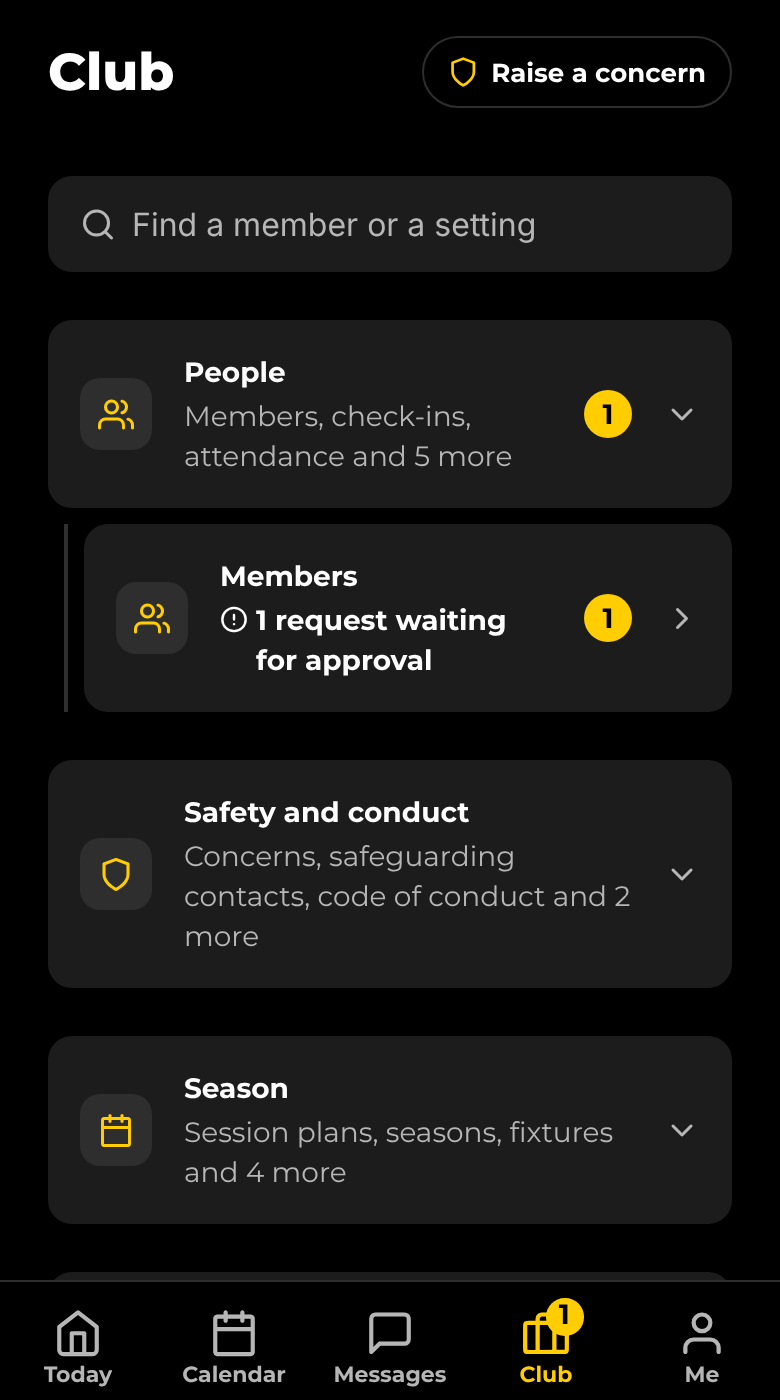 Club
Raise a concern
Find a member or a setting
People
Members, check-ins,
attendance and 5 more
1
Members
1 request waiting
for approval
1
Safety and conduct
Concerns, safeguarding
contacts, code of conduct and 2
more
Season
Session plans, seasons, fixtures
and 4 more
1
Today
Calendar
Messages
Club
Me